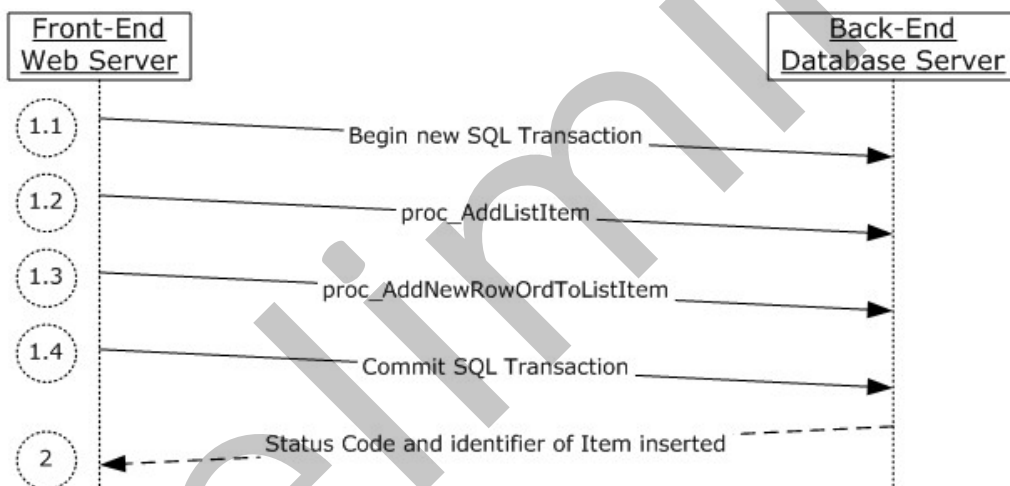 Front-End
Web Server
Back-End
Database Server
1.1
Begin new SQL Transaction
1.2
proc_AddListItem
1.3
proc_AddNewRowOrdToListItem
1.4
Commit SQL Transaction
2
Status Code and identifier of Item inserted